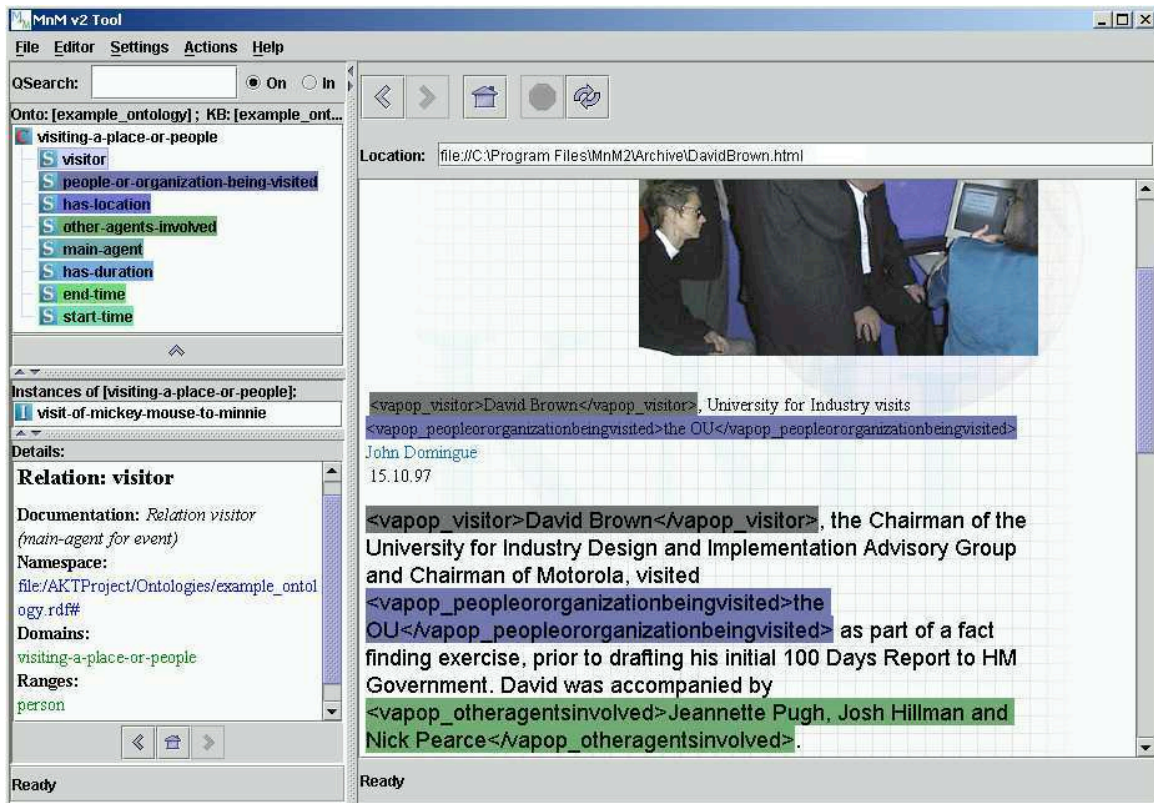 MnM v2 Tool
File Editor Settings Actions Help
QSearch: On In
Onto: [example_ontology] ; KB: [example_ont...
C visiting-a-place-or-people
S visitor
S people-or-organization-being-visited
S has-location
S other-agents-involved
S main-agent
S has-duration
S end-time
S start-time
Instances of [visiting-a-place-or-people]:
I visit-of-mickey-mouse-to-minnie
Details:
Relation: visitor
Documentation: Relation visitor
(main-agent for event)
Namespace:
file:/AKTProject/Ontologies/example_ontol
ogy.rdf#
Domains:
visiting-a-place-or-people
Ranges:
person
Ready
Location: file://C:\Program Files\MnM2\Archive\DavidBrown.html
<vapop_visitor>David Brown</vapop_visitor>, University for Industry visits
<vapop_peopleororganizationbeingvisited>the OU</vapop_peopleororganizationbeingvisited>
John Domingue
15.10.97
<vapop_visitor>David Brown</vapop_visitor>, the Chairman of the
University for Industry Design and Implementation Advisory Group
and Chairman of Motorola, visited
<vapop_peopleororganizationbeingvisited>the
OU</vapop_peopleororganizationbeingvisited> as part of a fact
finding exercise, prior to drafting his initial 100 Days Report to HM
Government. David was accompanied by
<vapop_otheragentsinvolved>Jeannette Pugh, Josh Hillman and
Nick Pearce</vapop_otheragentsinvolved>.
Ready